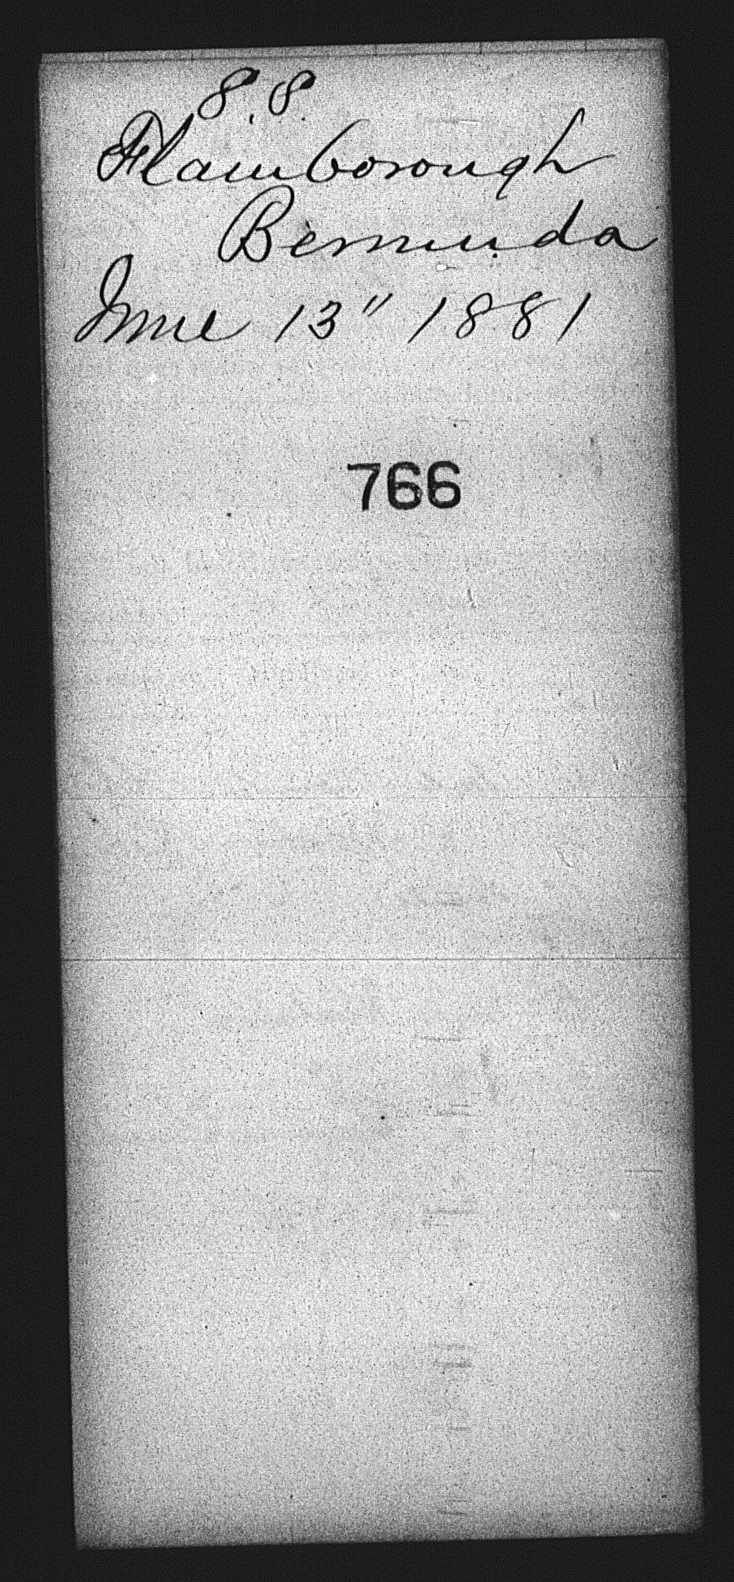 S.S.
Flamborough
Bermuda
June 13" 1881
766